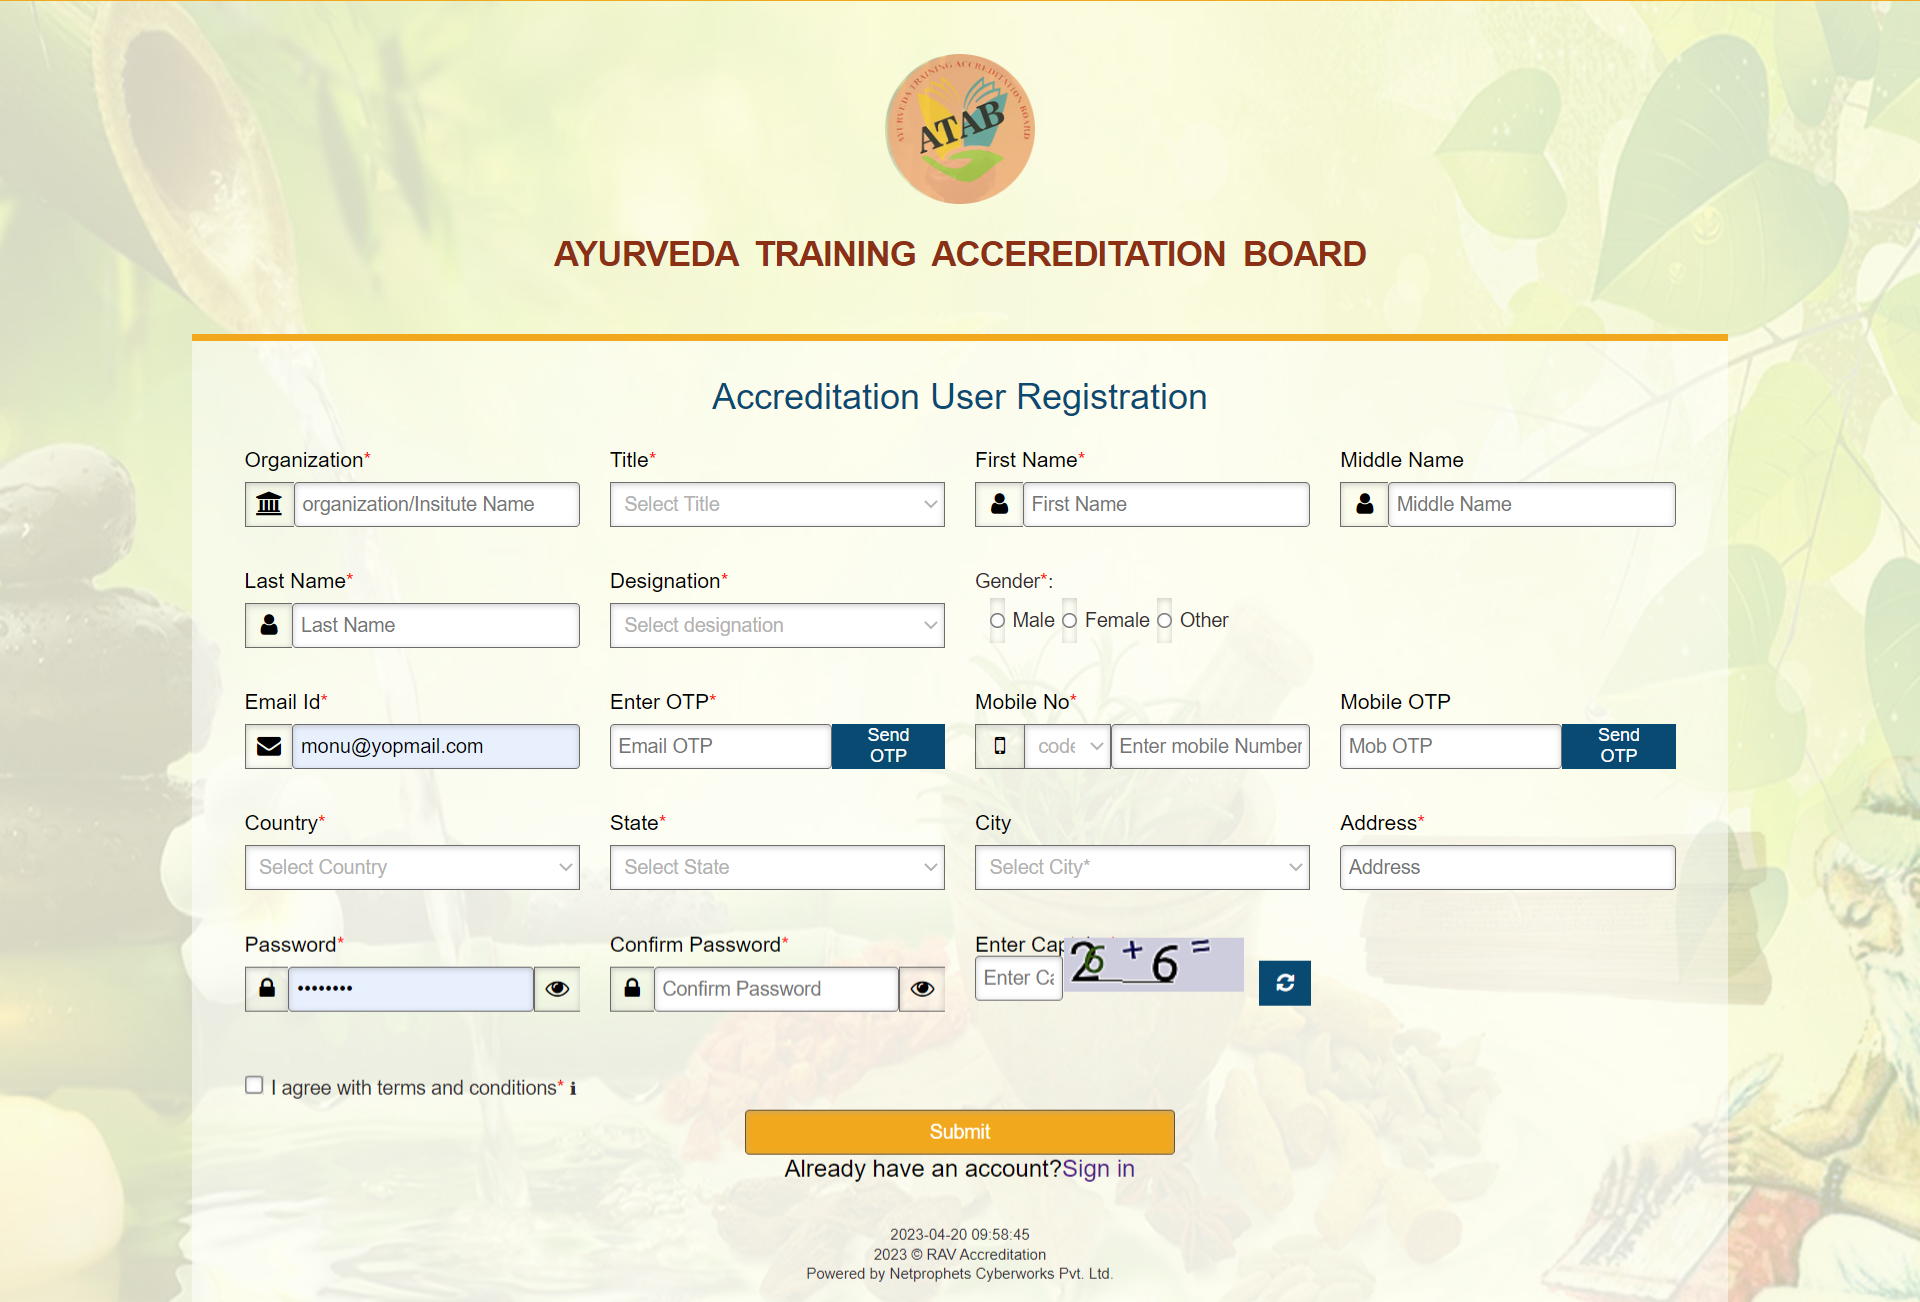 AYURVEDA TRAINING ACCREDITATION BOARD
ATAB
AYURVEDA TRAINING ACCEREDITATION BOARD
Accreditation User Registration
Organization* Title* First Name* Middle Name
organization/Insitute Name Select Title First Name Middle Name
Last Name* Designation* Gender*:
Last Name Select designation Male Female Other
Email Id* Enter OTP* Mobile No* Mobile OTP
monu@yopmail.com Email OTP Send OTP code Enter mobile Number Mob OTP Send OTP
Country* State* City Address*
Select Country Select State Select City* Address
Password* Confirm Password* Enter
•••••••• Confirm Password Enter + 6 =
I agree with terms and conditions* i
Submit
Already have an account?Sign in
2023-04-20 09:58:45
2023 © RAV Accreditation
Powered by Netprophets Cyberworks Pvt. Ltd.